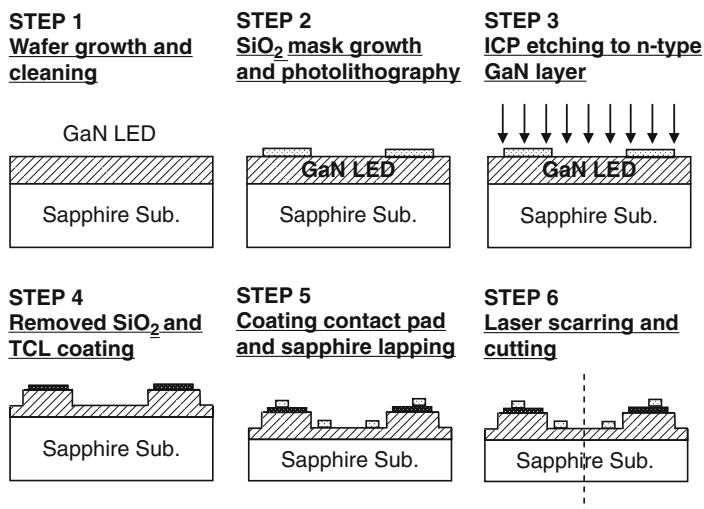 STEP 1
Wafer growth and
cleaning
GaN LED
Sapphire Sub.
STEP 2
SiO2 mask growth
and photolithography
GaN LED
Sapphire Sub.
STEP 3
ICP etching to n-type
GaN layer
GaN LED
Sapphire Sub.
STEP 4
Removed SiO2 and
TCL coating
Sapphire Sub.
STEP 5
Coating contact pad
and sapphire lapping
Sapphire Sub.
STEP 6
Laser scarring and
cutting
Sapphire Sub.